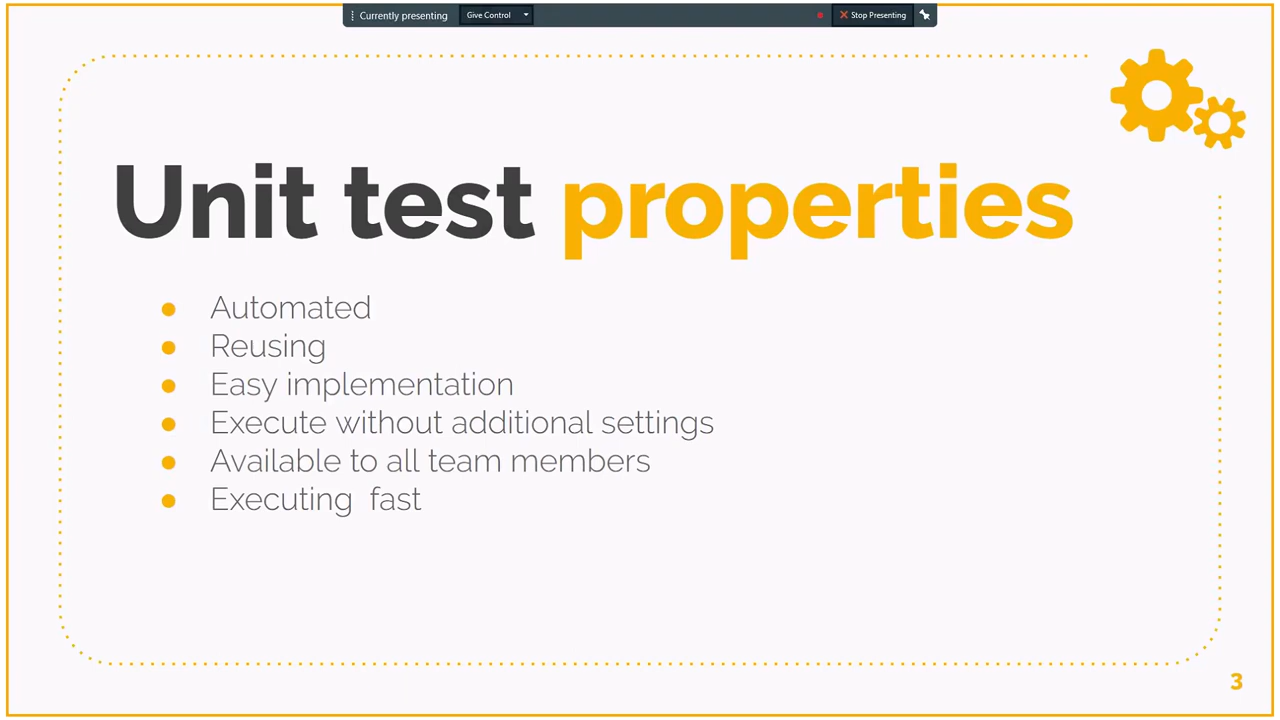 Currently presenting Give Control Stop Presenting
Unit test properties
Automated
Reusing
Easy implementation
Execute without additional settings
Available to all team members
Executing  fast
3